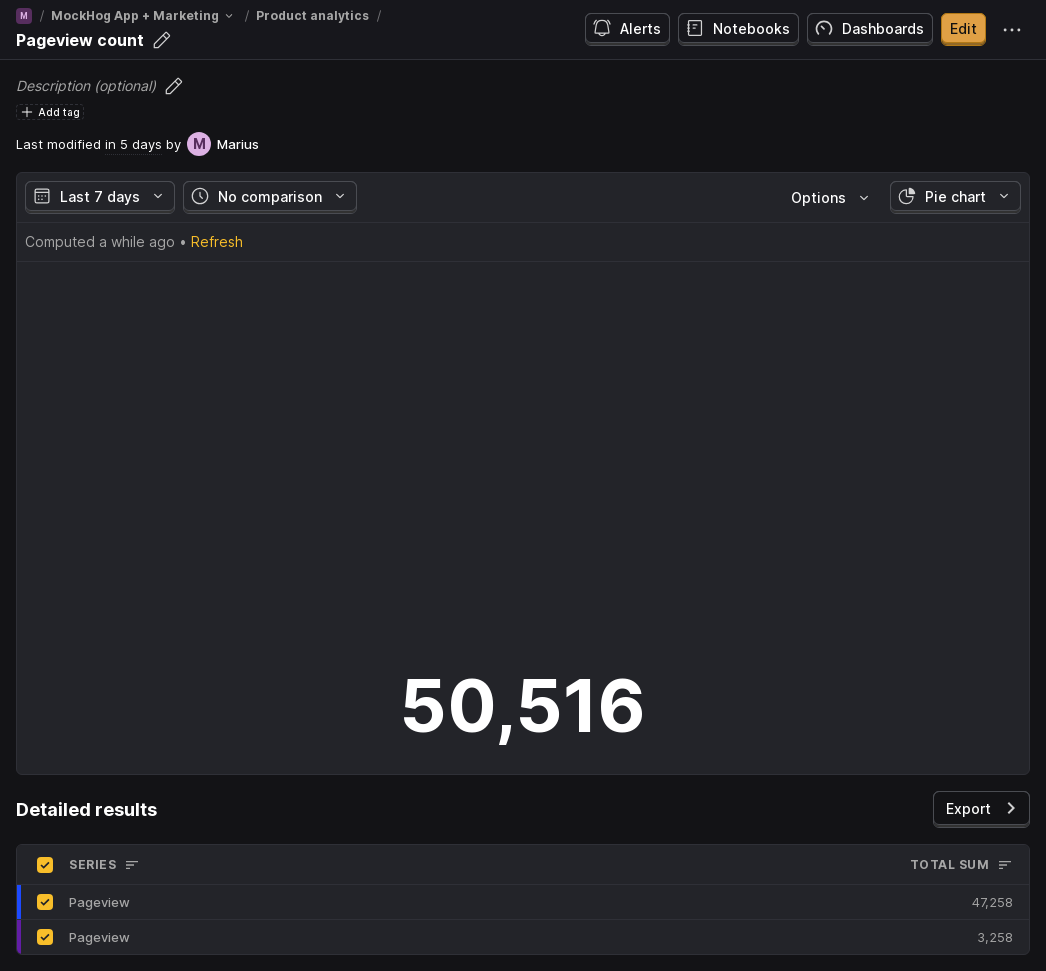 M / MockHog App + Marketing / Product analytics /
Pageview count
Alerts
Notebooks
Dashboards
Edit
Description (optional)
Add tag
Last modified in 5 days by M Marius
Last 7 days
No comparison
Options
Pie chart
Computed a while ago • Refresh
50,516
Detailed results
Export
SERIES TOTAL SUM
Pageview 47,258
Pageview 3,258